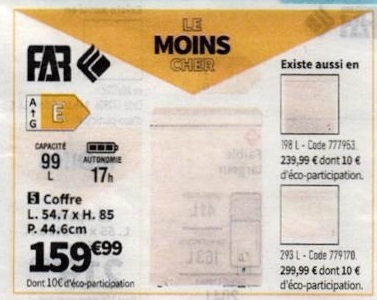 LE
MOINS
CHER
FAR
A
↑
G
E
CAPACITÉ
99
L
AUTONOMIE
17h
5 Coffre
L. 54.7 x H. 85
P. 44.6cm
159€99
Dont 10€ d'éco-participation
Existe aussi en
198 L - Code 777953
239,99 € dont 10 €
d'éco-participation.
293 L - Code 779170
299,99 € dont 10 €
d'éco-participation.